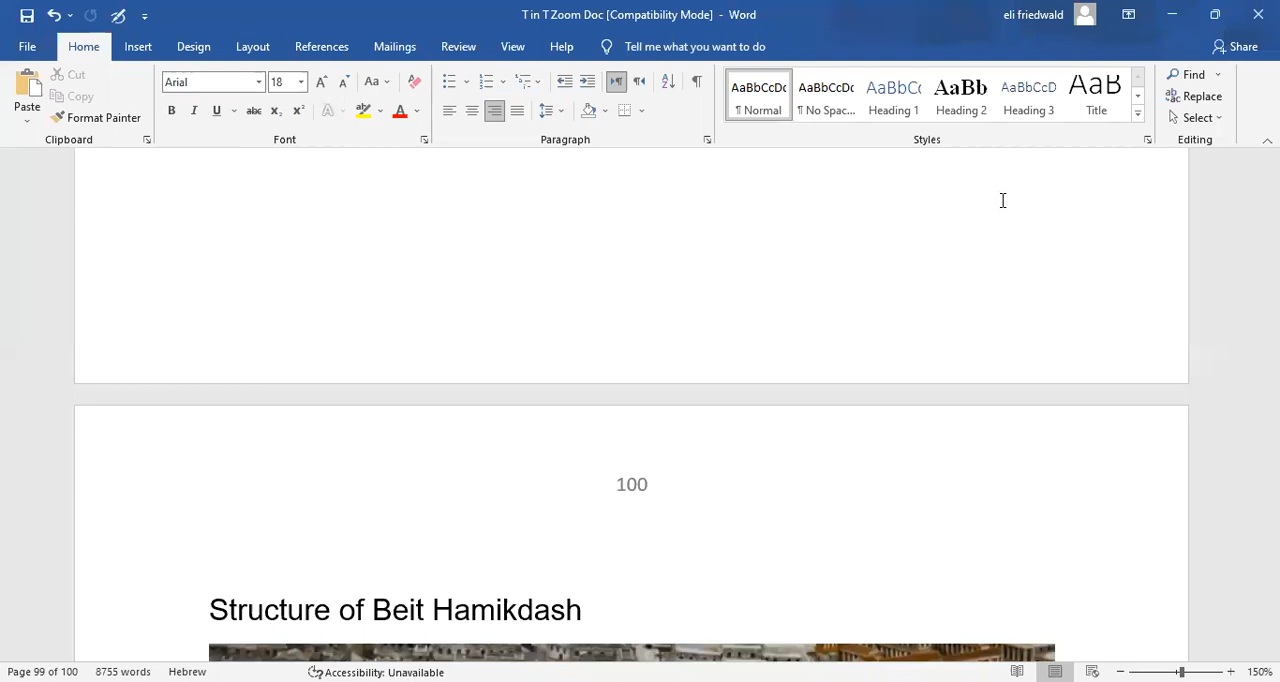 T in T Zoom Doc [Compatibility Mode] - Word
eli friedwald
File Home Insert Design Layout References Mailings Review View Help Tell me what you want to do Share
Paste
Cut
Copy
Format Painter
Clipboard
Arial 18
Font
Paragraph
AaBbCcDc AaBbCcDc AaBbCc AaBbC AaBbCcD AaB
¶ Normal ¶ No Spac... Heading 1 Heading 2 Heading 3 Title
Styles
Find
Replace
Select
Editing
100
Structure of Beit Hamikdash
Page 99 of 100 8755 words Hebrew Accessibility: Unavailable 150%